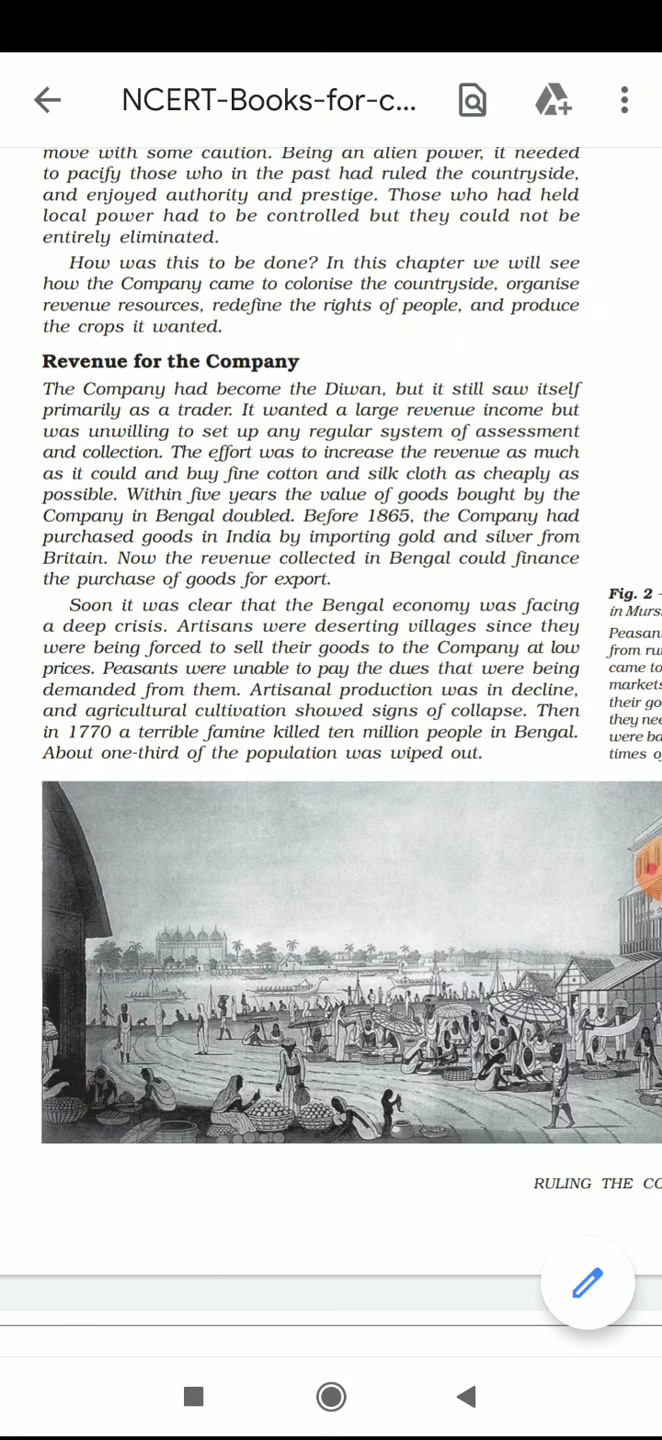 NCERT-Books-for-c...
move with some caution. Being an alien power, it needed
to pacify those who in the past had ruled the countryside,
and enjoyed authority and prestige. Those who had held
local power had to be controlled but they could not be
entirely eliminated.
How was this to be done? In this chapter we will see
how the Company came to colonise the countryside, organise
revenue resources, redefine the rights of people, and produce
the crops it wanted.
Revenue for the Company
The Company had become the Diwan, but it still saw itself
primarily as a trader. It wanted a large revenue income but
was unwilling to set up any regular system of assessment
and collection. The effort was to increase the revenue as much
as it could and buy fine cotton and silk cloth as cheaply as
possible. Within five years the value of goods bought by the
Company in Bengal doubled. Before 1865, the Company had
purchased goods in India by importing gold and silver from
Britain. Now the revenue collected in Bengal could finance
the purchase of goods for export.
Soon it was clear that the Bengal economy was facing
a deep crisis. Artisans were deserting villages since they
were being forced to sell their goods to the Company at low
prices. Peasants were unable to pay the dues that were being
demanded from them. Artisanal production was in decline,
and agricultural cultivation showed signs of collapse. Then
in 1770 a terrible famine killed ten million people in Bengal.
About one-third of the population was wiped out.
Fig. 2 -
in Murs
Peasan
from ru
came to
markets
their go
they nee
were ba
times o
RULING THE CO